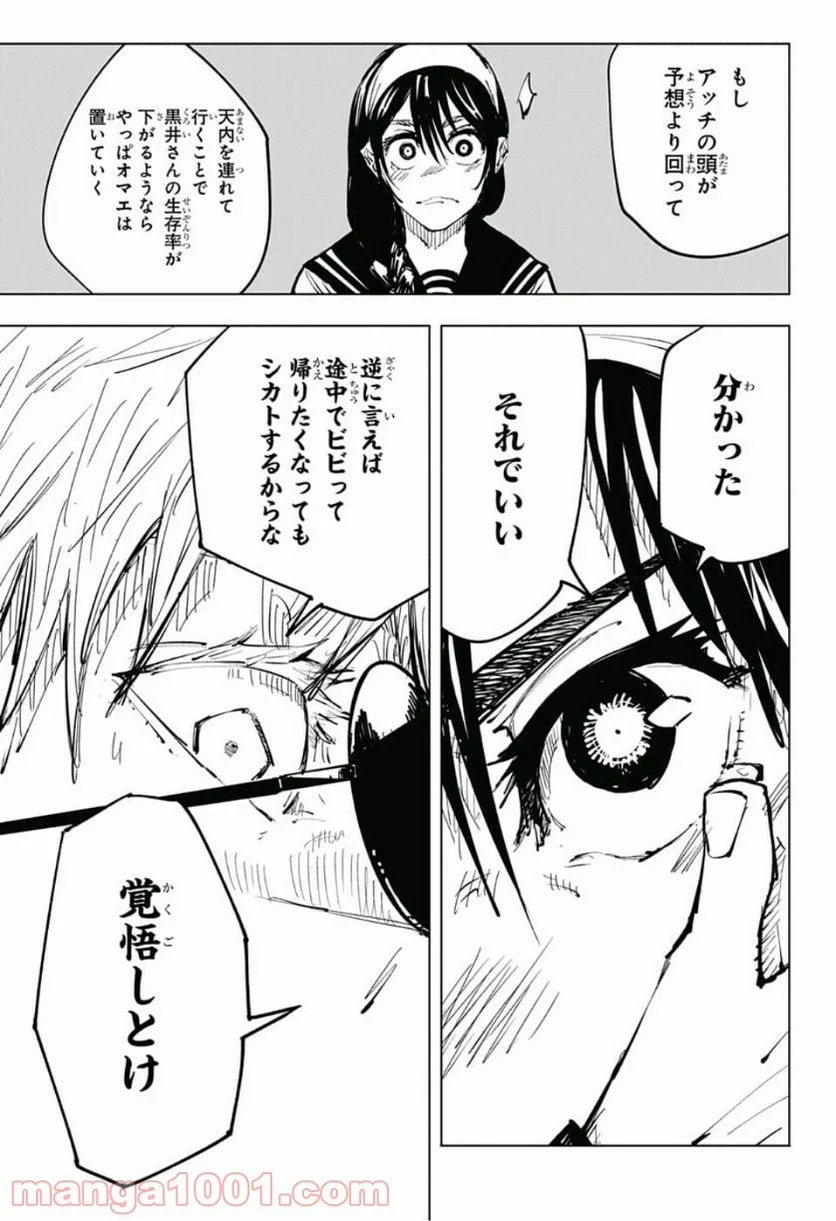 もし
アッチの頭が
予想より回って
天内を連れて
行くことで
黒井さんの生存率が
下がるようなら
やっぱオマエは
置いていく
分かった
それでいい
逆に言えば
途中でビビって
帰りたくなっても
シカトするからな
覚悟しとけ
manga1001.com